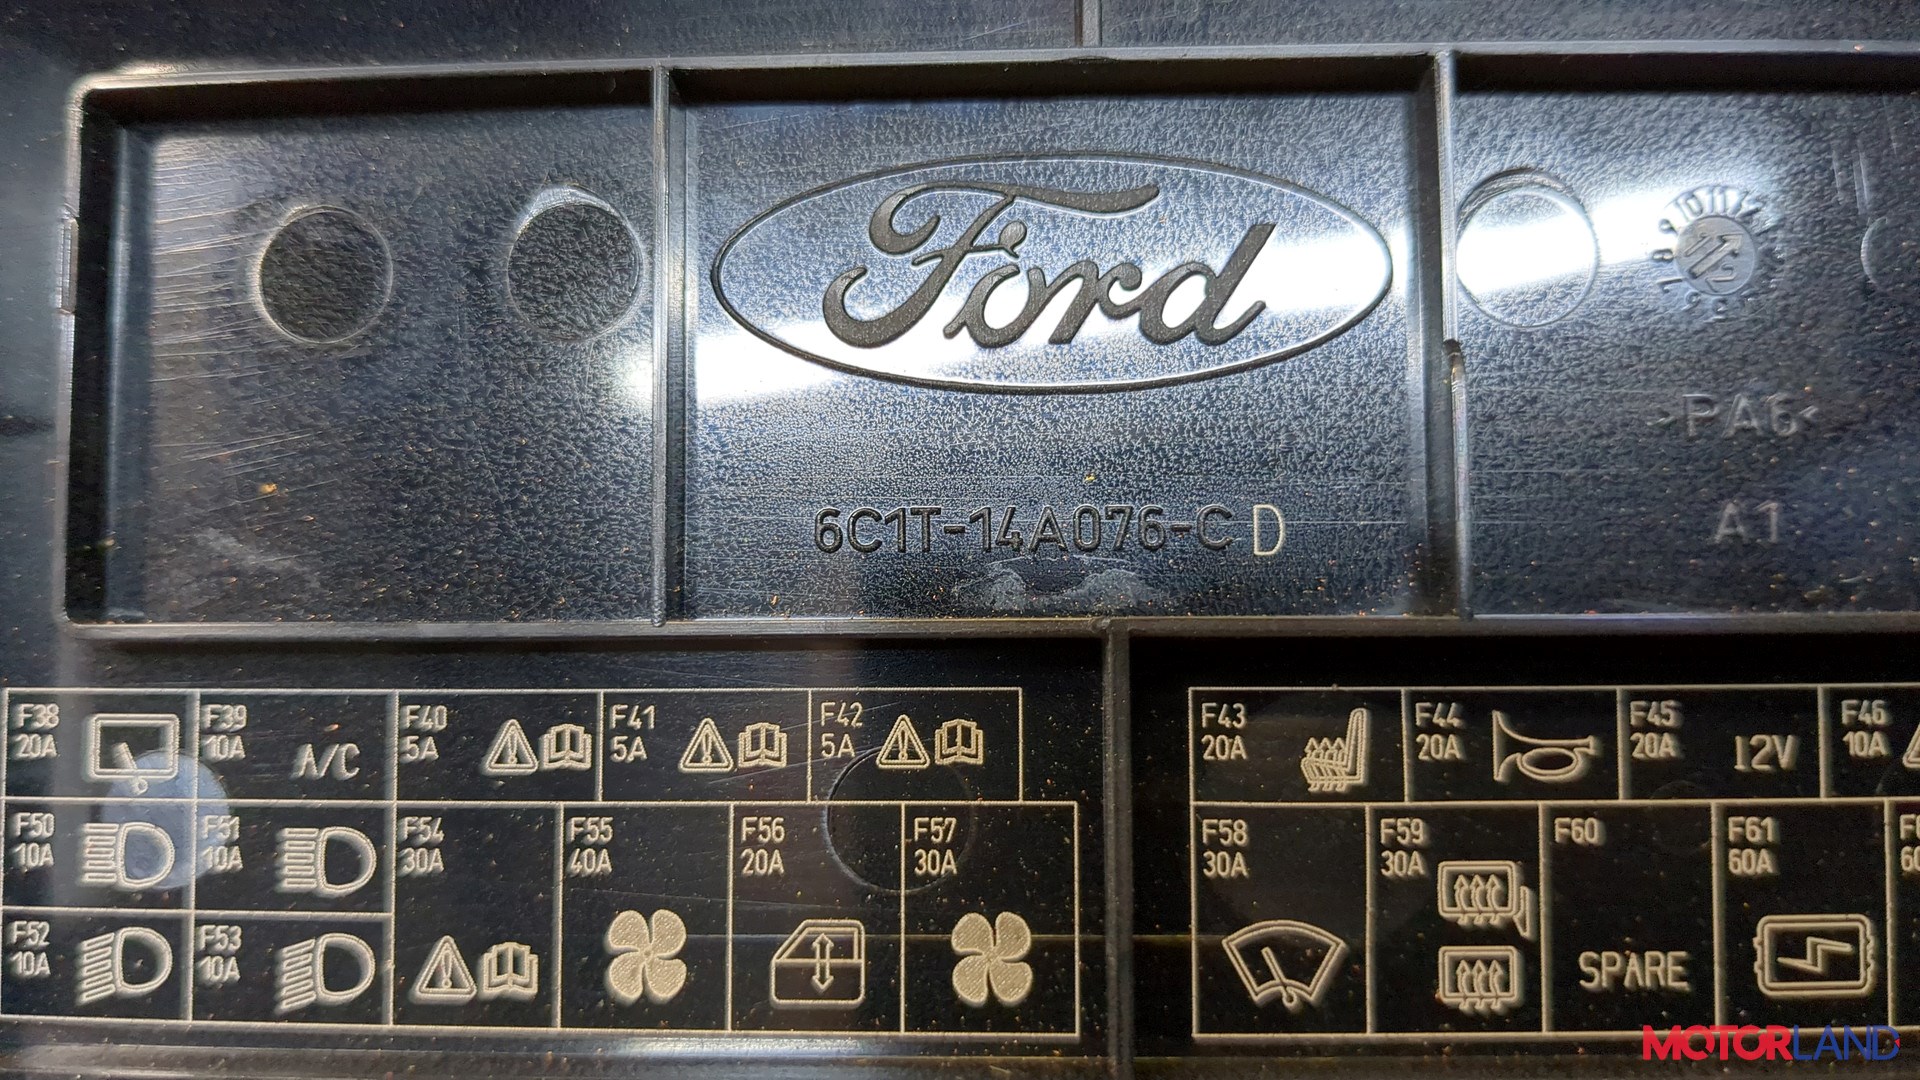 Ford
PA6
6C1T-14A076-C D
A1
F38
20A
F39
10A
A/C
F40
5A
F41
5A
F42
5A
F43
20A
F44
20A
F45
20A
12V
F46
10A
F50
10A
F51
10A
F54
30A
F55
40A
F56
20A
F57
30A
F58
30A
F59
30A
F60
SPARE
F61
60A
F52
10A
F53
10A
MOTORLAND